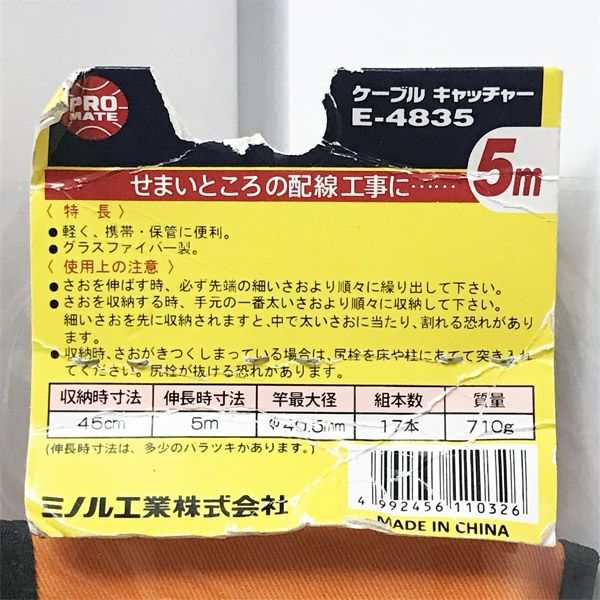 PRO
MATE
ケーブル キャッチャー
E-4835
5m
せまいところの配線工事に……
〈 特 長 〉
●軽く、携帯・保管に便利。
●グラスファイバー製。
〈 使用上の注意 〉
●さおを伸ばす時、必ず先端の細いさおより順々に繰り出して下さい。
●さおを収納する時、手元の一番太いさおより順々に収納して下さい。
細いさおを先に収納されますと、中で太いさおに当たり、割れる恐れがあり
ます。
●収納時、さおがきつくしまっている場合は、尻栓を床や柱にあてて突き入れ
てください。尻栓が抜ける恐れがあります。
収納時寸法 伸長時寸法 竿最大径 組本数 質量
45cm 5m 17本 710g
(伸長時寸法は、多少のバラツキがあります。)
ミノル工業株式会社
4 992456 110326
MADE IN CHINA